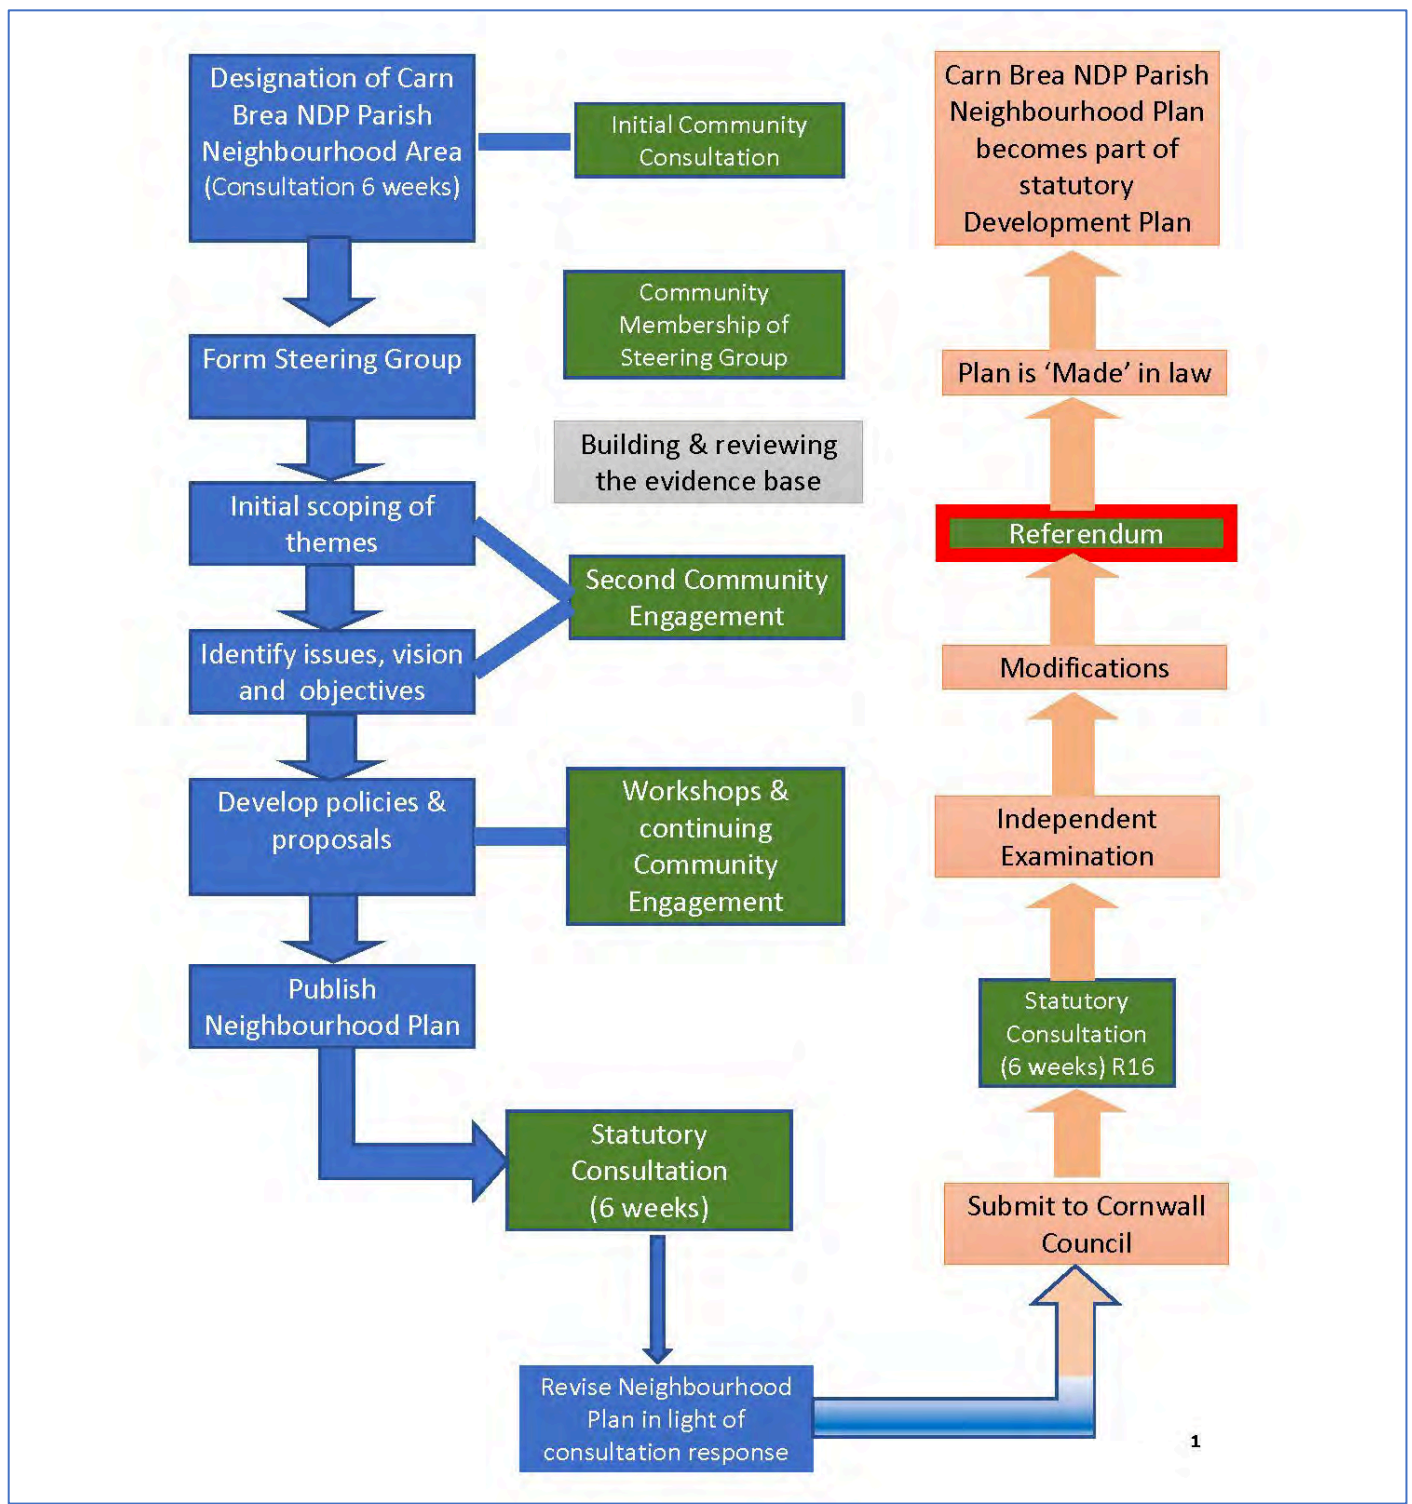 Designation of Carn
Brea NDP Parish
Neighbourhood Area
(Consultation 6 weeks)
Initial Community
Consultation
Form Steering Group
Community
Membership of
Steering Group
Building & reviewing
the evidence base
Initial scoping of
themes
Second Community
Engagement
Identify issues, vision
and objectives
Develop policies &
proposals
Workshops &
continuing
Community
Engagement
Publish
Neighbourhood Plan
Statutory
Consultation
(6 weeks)
Revise Neighbourhood
Plan in light of
consultation response
Submit to Cornwall
Council
Statutory
Consultation
(6 weeks) R16
Independent
Examination
Modifications
Referendum
Plan is ‘Made’ in law
Carn Brea NDP Parish
Neighbourhood Plan
becomes part of
statutory
Development Plan
1